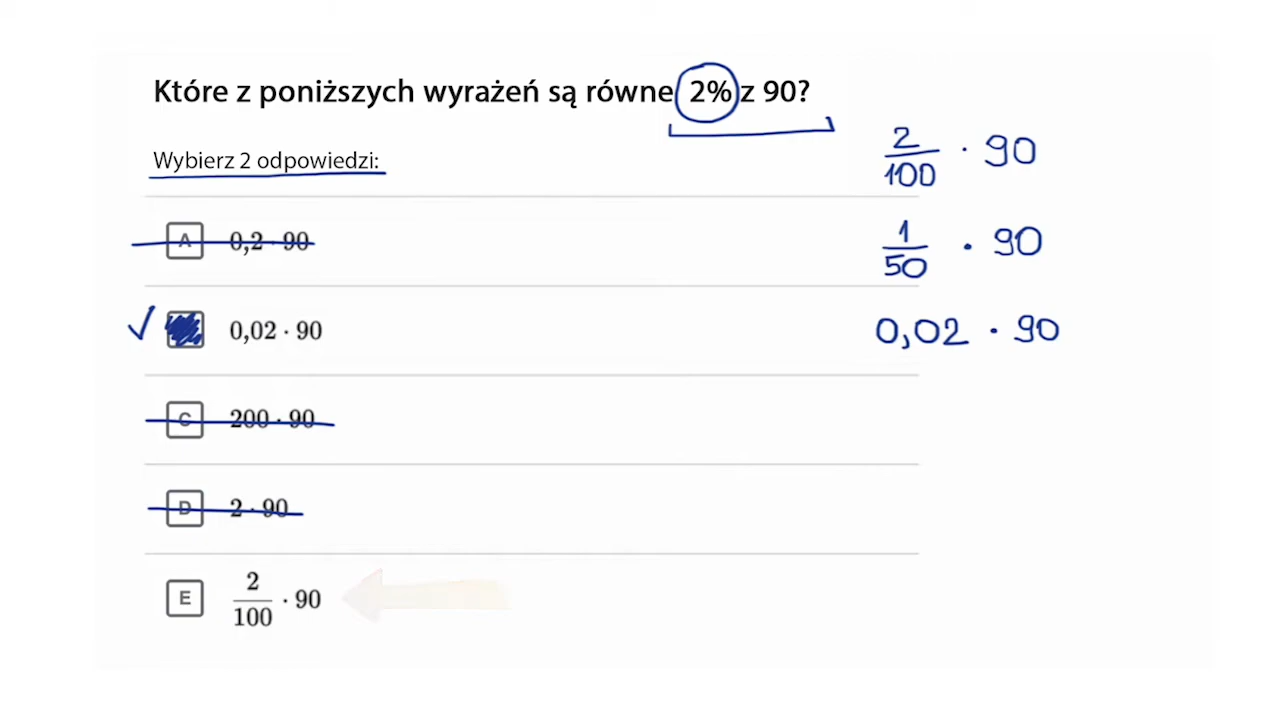 Które z poniższych wyrażeń są równe 2% z 90?
Wybierz 2 odpowiedzi:
2/100 · 90
A 0,2 · 90
1/50 · 90
0,02 · 90
0,02 · 90
C 200 · 90
D 2 · 90
E 2/100 · 90